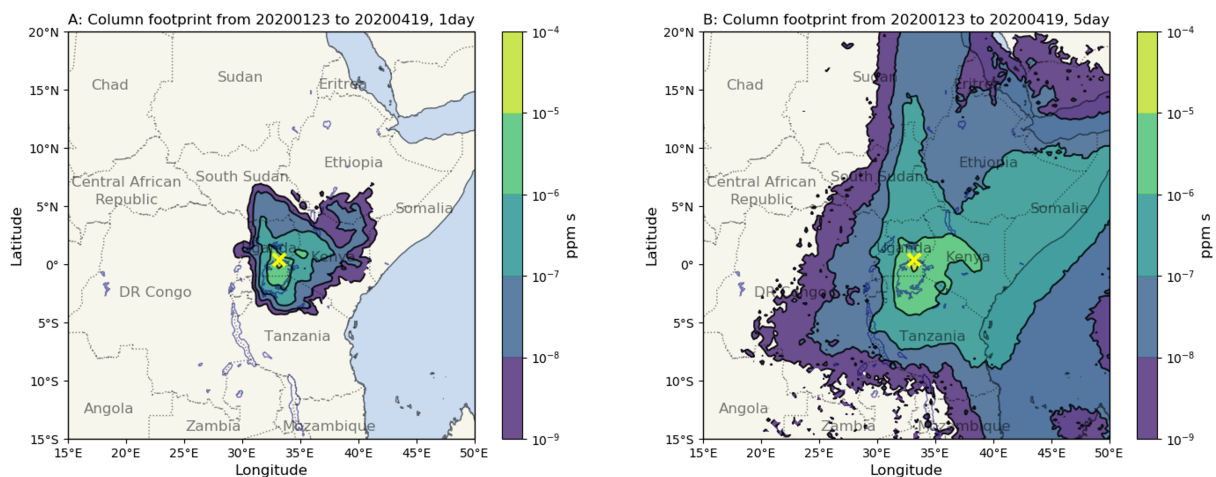 A: Column footprint from 20200123 to 20200419, 1day
20°N
15°N
10°N
5°N
0°
5°S
10°S
15°S
Latitude
Chad
Sudan
Eritrea
Ethiopia
South Sudan
Central African
Republic
Somalia
Uganda
Kenya
DR Congo
Tanzania
Angola
Zambia
Mozambique
15°E
20°E
25°E
30°E
35°E
40°E
45°E
50°E
Longitude
10⁻⁴
10⁻⁵
10⁻⁶
10⁻⁷
10⁻⁸
10⁻⁹
ppm s
B: Column footprint from 20200123 to 20200419, 5day
20°N
15°N
10°N
5°N
0°
5°S
10°S
15°S
Latitude
Chad
Sudan
Eritrea
Ethiopia
South Sudan
Central African
Republic
Somalia
Uganda
Kenya
DR Congo
Tanzania
Angola
Zambia
Mozambique
15°E
20°E
25°E
30°E
35°E
40°E
45°E
50°E
Longitude
10⁻⁴
10⁻⁵
10⁻⁶
10⁻⁷
10⁻⁸
10⁻⁹
ppm s